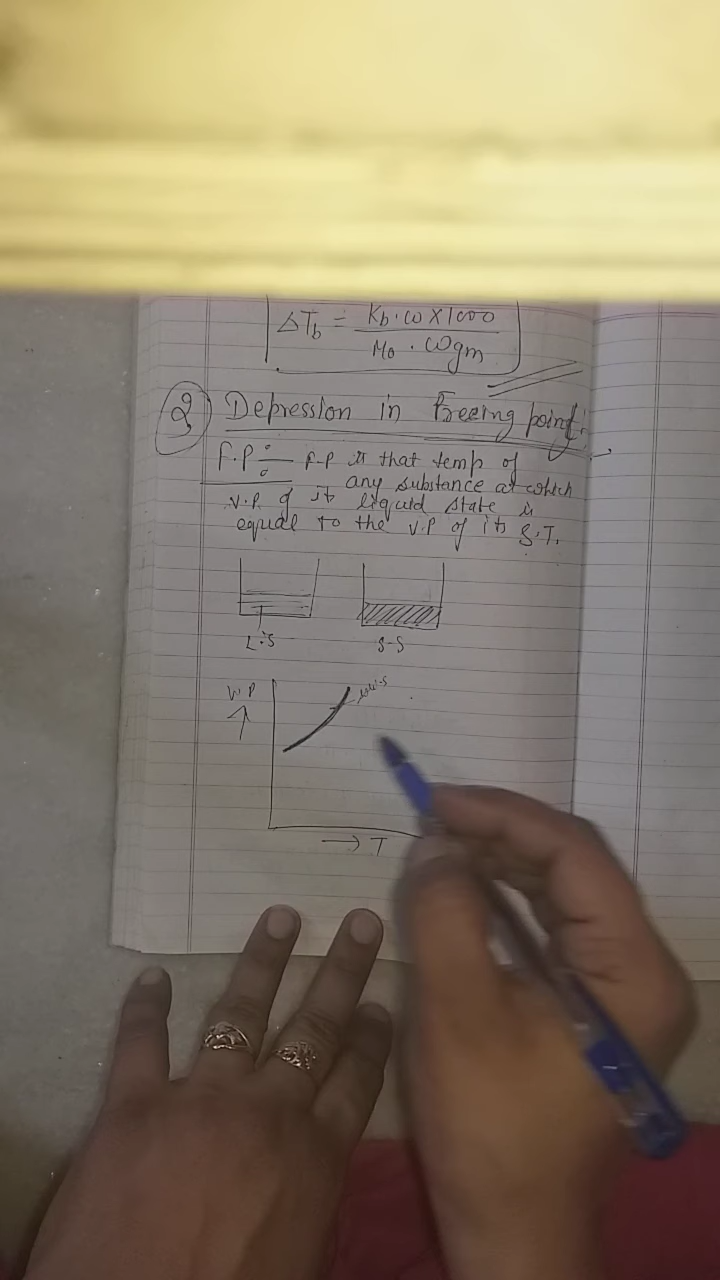 ΔTb = Kb·ω×1000
Mo · Wgm
2 Depression in Freezing point:
F.P ÷ F.P is that temp of
any substance at which
V.P of its liquid state is
equal to the V.P of its S.T.
L.S S-S
V.P
→ T